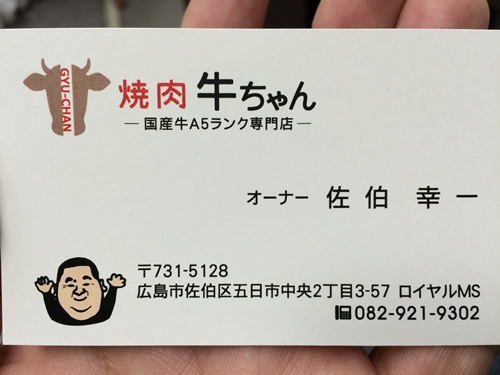 GYU-CHAN
焼肉 牛ちゃん
─国産牛A5ランク専門店─
オーナー 佐伯 幸一
〒731-5128
広島市佐伯区五日市中央2丁目3-57 ロイヤルMS
082-921-9302